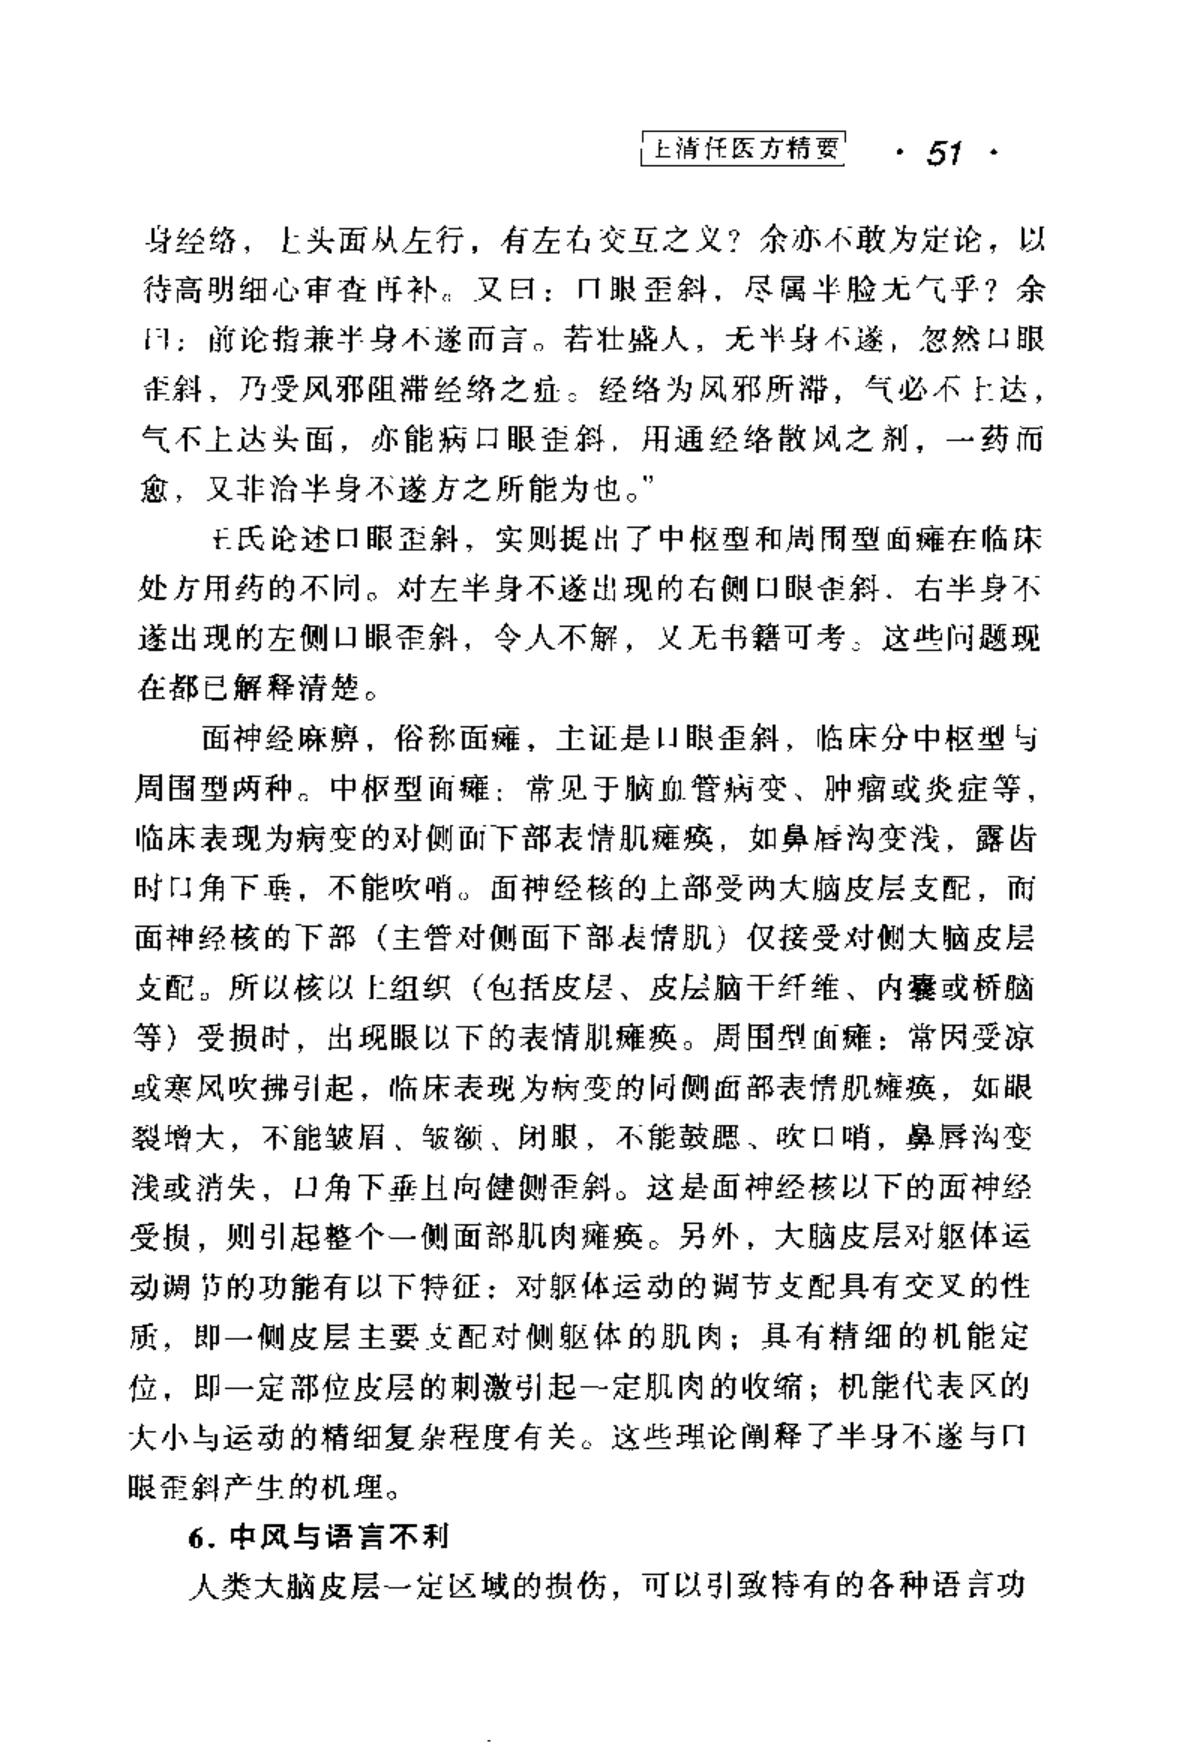 王清任医方精要 · 51 ·
身经络，上头面从左行，有左右交互之义？余亦不敢为定论，以
待高明细心审查再补。又曰：口眼歪斜，尽属半脸无气乎？余
曰：前论指兼半身不遂而言。若壮盛人，无半身不遂，忽然口眼
歪斜，乃受风邪阻滞经络之症。经络为风邪所滞，气必不上达，
气不上达头面，亦能病口眼歪斜，用通经络散风之剂，一药而
愈，又非治半身不遂方之所能为也。”
王氏论述口眼歪斜，实则提出了中枢型和周围型面瘫在临床
处方用药的不同。对左半身不遂出现的右侧口眼歪斜．右半身不
遂出现的左侧口眼歪斜，令人不解，又无书籍可考。这些问题现
在都已解释清楚。
面神经麻痹，俗称面瘫，主证是口眼歪斜，临床分中枢型与
周围型两种。中枢型面瘫：常见于脑血管病变、肿瘤或炎症等，
临床表现为病变的对侧面下部表情肌瘫痪，如鼻唇沟变浅，露齿
时口角下垂，不能吹哨。面神经核的上部受两大脑皮层支配，而
面神经核的下部（主管对侧面下部表情肌）仅接受对侧大脑皮层
支配。所以核以上组织（包括皮层、皮层脑干纤维、内囊或桥脑
等）受损时，出现眼以下的表情肌瘫痪。周围型面瘫：常因受凉
或寒风吹拂引起，临床表现为病变的同侧面部表情肌瘫痪，如眼
裂增大，不能皱眉、皱额、闭眼，不能鼓腮、吹口哨，鼻唇沟变
浅或消失，口角下垂且向健侧歪斜。这是面神经核以下的面神经
受损，则引起整个一侧面部肌肉瘫痪。另外，大脑皮层对躯体运
动调节的功能有以下特征：对躯体运动的调节支配具有交叉的性
质，即一侧皮层主要支配对侧躯体的肌肉；具有精细的机能定
位，即一定部位皮层的刺激引起一定肌肉的收缩；机能代表区的
大小与运动的精细复杂程度有关。这些理论阐释了半身不遂与口
眼歪斜产生的机理。
6．中风与语言不利
人类大脑皮层一定区域的损伤，可以引致特有的各种语言功